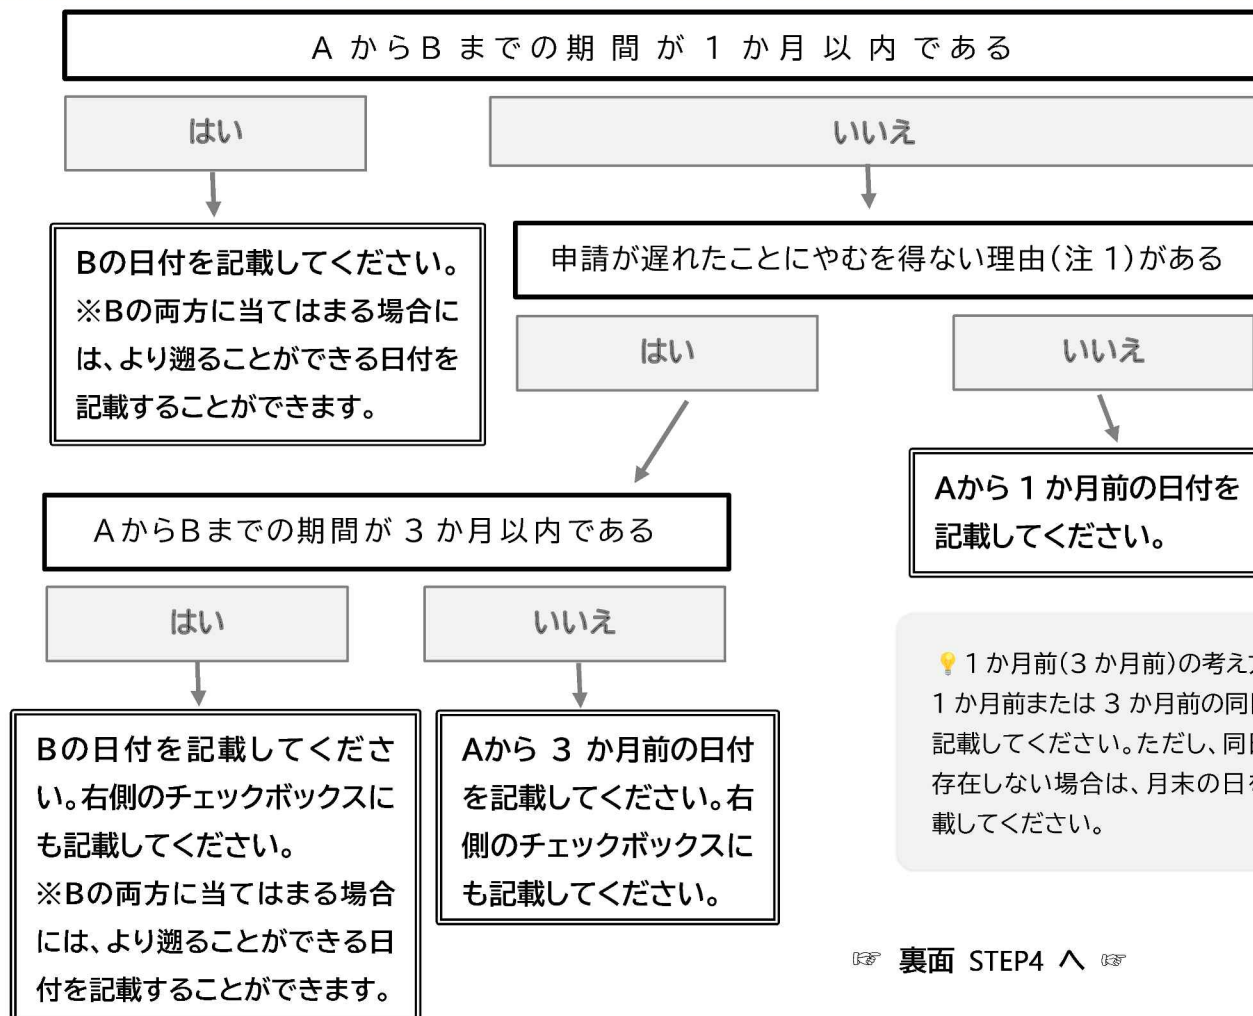 AからBまでの期間が1か月以内である
はい
いいえ
Bの日付を記載してください。
※Bの両方に当てはまる場合に
は、より遡ることができる日付を
記載することができます。
申請が遅れたことにやむを得ない理由(注1)がある
はい
いいえ
Aから1か月前の日付を
記載してください。
AからBまでの期間が3か月以内である
はい
いいえ
Bの日付を記載してくださ
い。右側のチェックボックスに
も記載してください。
※Bの両方に当てはまる場合
には、より遡ることができる日
付を記載することができます。
Aから 3 か月前の日付
を記載してください。右
側のチェックボックスに
も記載してください。
💡1か月前(3か月前)の考え
1か月前または3か月前の同
記載してください。ただし、同
存在しない場合は、月末の日
載してください。
☞ 裏面 STEP4 へ ☞